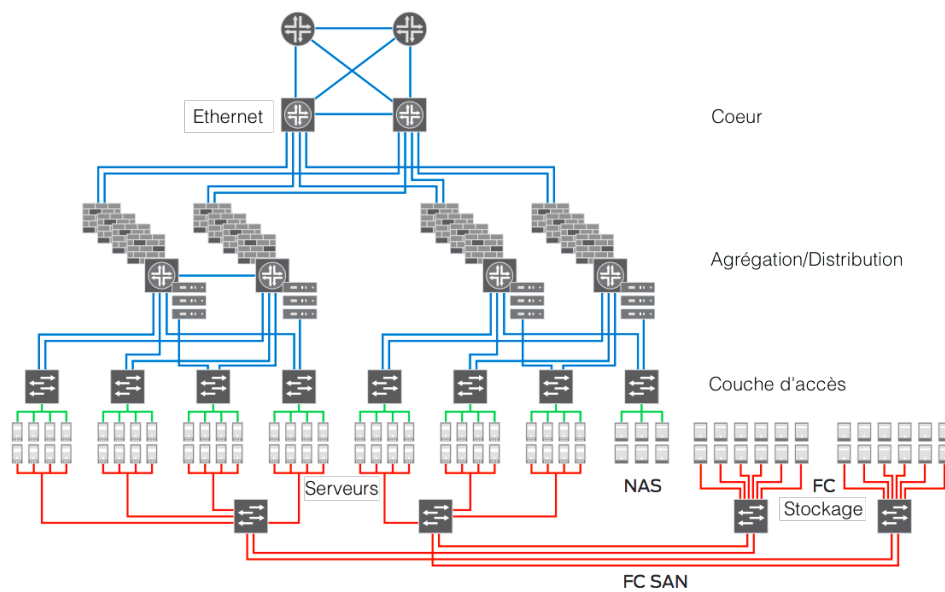 Ethernet
Coeur
Agrégation/Distribution
Couche d'accès
Serveurs
NAS
FC
Stockage
FC SAN